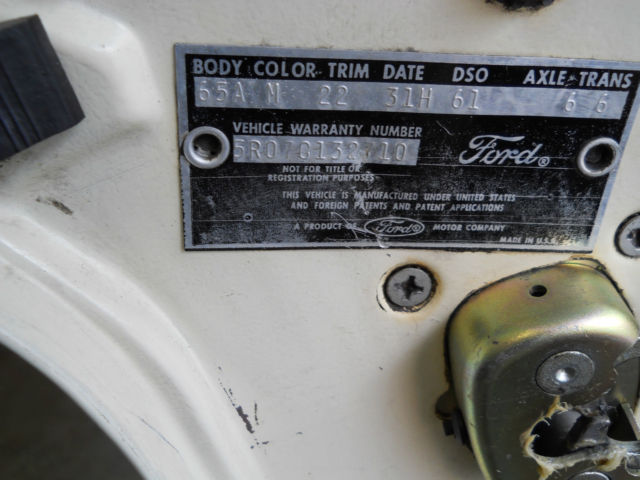 BODY COLOR TRIM DATE DSO AXLE TRANS
65A M 22 31H 61 6 6
VEHICLE WARRANTY NUMBER
5R07C132710
Ford®
NOT FOR TITLE OR
REGISTRATION PURPOSES
THIS VEHICLE IS MANUFACTURED UNDER UNITED STATES
AND FOREIGN PATENTS AND PATENT APPLICATIONS
A PRODUCT OF Ford MOTOR COMPANY
MADE IN U.S.A.